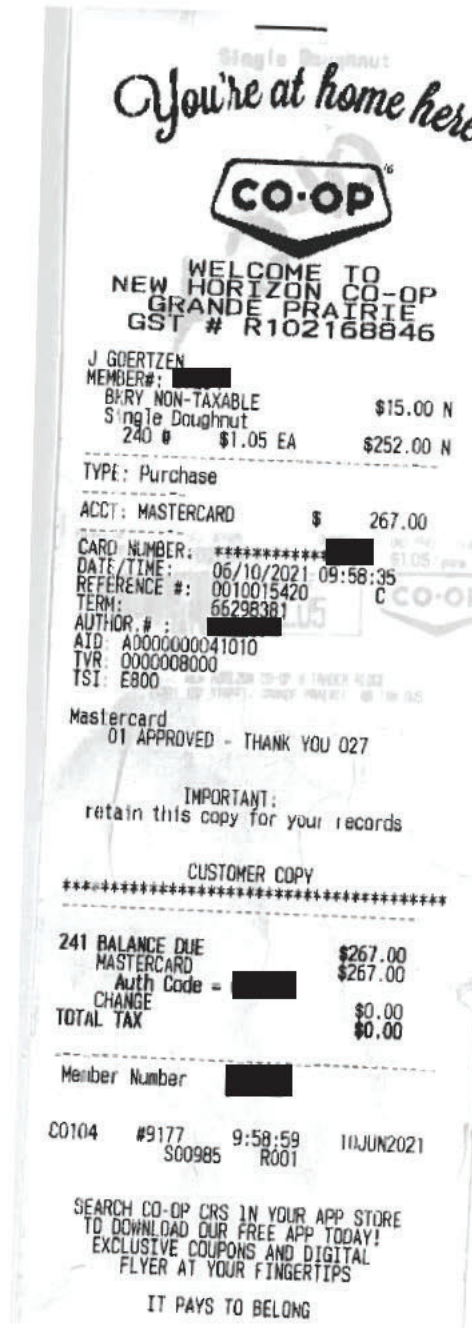 Single Doughnut
You're at home here
CO-OP
WELCOME TO
NEW HORIZON CO-OP
GRANDE PRAIRIE
GST # R102168846
J GOERTZEN
MEMBER#:
BKRY NON-TAXABLE $15.00 N
Single Doughnut
240 @ $1.05 EA $252.00 N
TYPE: Purchase
ACCT: MASTERCARD $ 267.00
CARD NUMBER: ************
DATE/TIME: 06/10/2021 09:58:35
REFERENCE #: 0010015420 C
TERM: 66298381
AUTHOR.# :
AID: A0000000041010
TVR: 0000008000
TSI: E800
Mastercard
01 APPROVED - THANK YOU 027
IMPORTANT:
retain this copy for your records
CUSTOMER COPY
****************************************
241 BALANCE DUE $267.00
MASTERCARD $267.00
Auth Code =
CHANGE $0.00
TOTAL TAX $0.00
Member Number
C0104 #9177 9:58:59 10JUN2021
S00985 R001
SEARCH CO-OP CRS IN YOUR APP STORE
TO DOWNLOAD OUR FREE APP TODAY!
EXCLUSIVE COUPONS AND DIGITAL
FLYER AT YOUR FINGERTIPS
IT PAYS TO BELONG